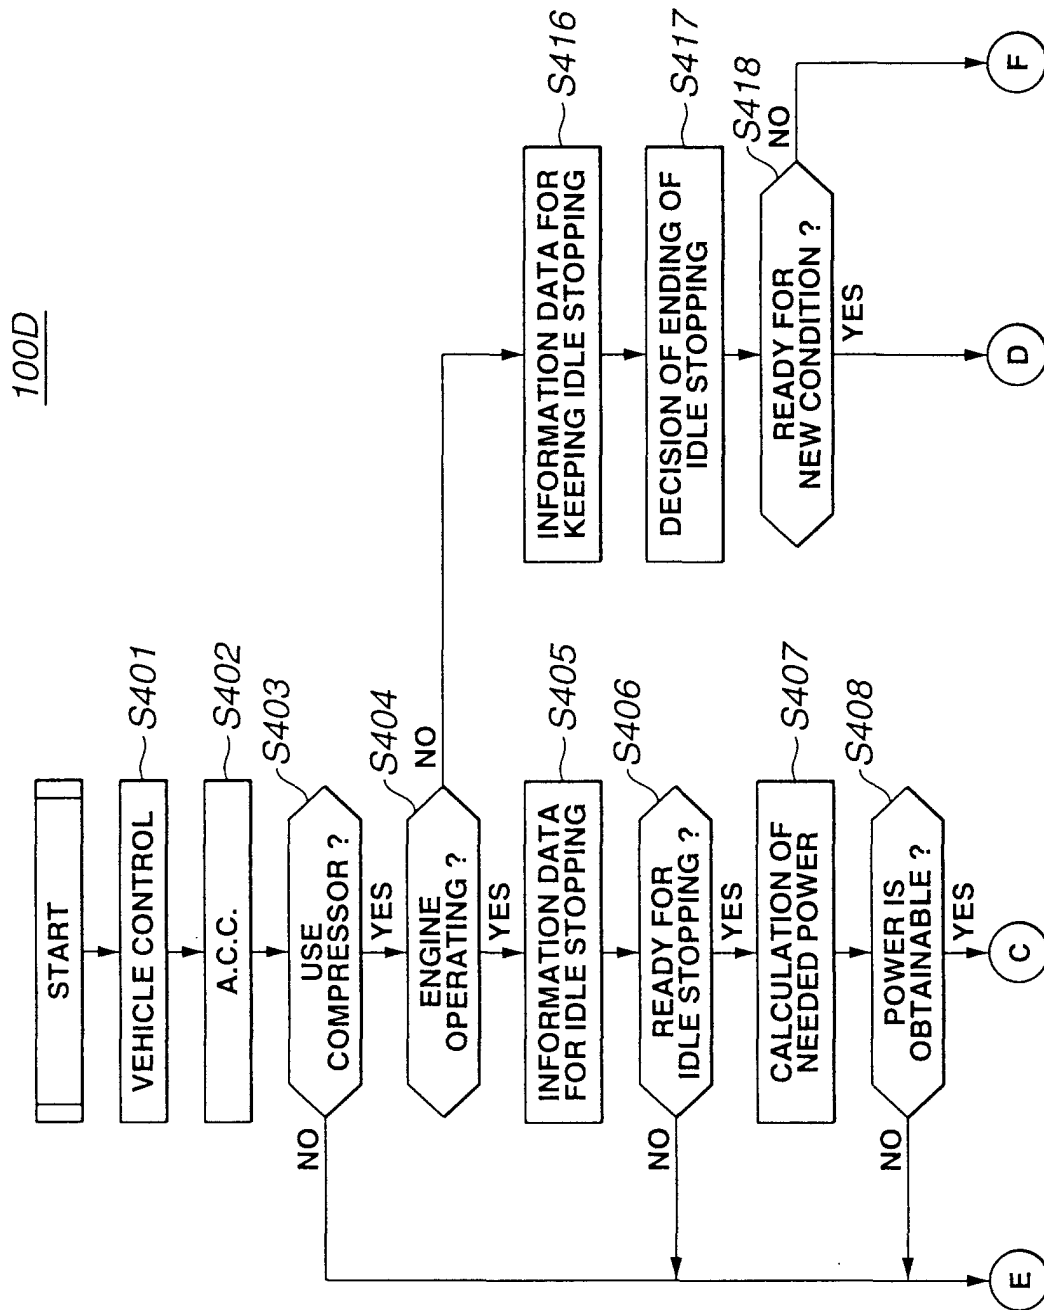 100D
START
VEHICLE CONTROL
S401
A.C.C.
S402
USE
COMPRESSOR ?
S403
NO
YES
ENGINE
OPERATING ?
S404
NO
YES
INFORMATION DATA
FOR IDLE STOPPING
S405
READY FOR
IDLE STOPPING ?
S406
NO
YES
CALCULATION OF
NEEDED POWER
S407
POWER IS
OBTAINABLE ?
S408
NO
YES
INFORMATION DATA FOR
KEEPING IDLE STOPPING
S416
DECISION OF ENDING OF
IDLE STOPPING
S417
READY FOR
NEW CONDITION ?
S418
NO
YES
E
C
D
F